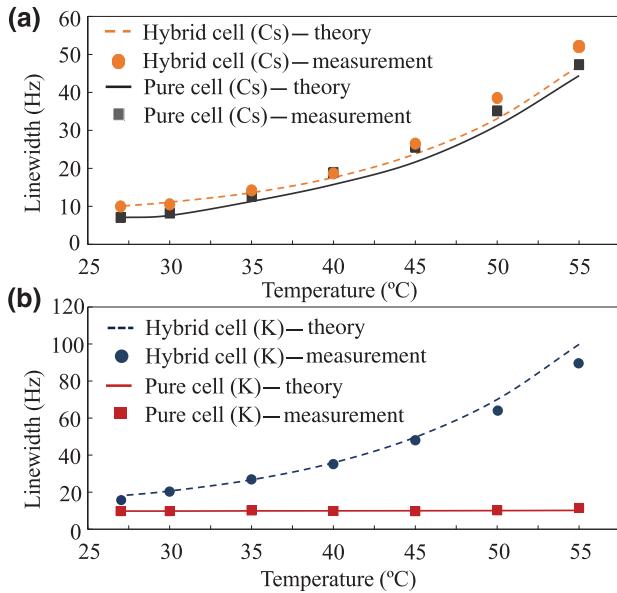 (a)
60
50
40
30
20
10
0
Linewidth (Hz)
Hybrid cell (Cs)—theory
Hybrid cell (Cs)—measurement
Pure cell (Cs)—theory
Pure cell (Cs)—measurement
25 30 35 40 45 50 55
Temperature (ºC)
(b)
120
100
80
60
40
20
0
Linewidth (Hz)
Hybrid cell (K)—theory
Hybrid cell (K)—measurement
Pure cell (K)—theory
Pure cell (K)—measurement
25 30 35 40 45 50 55
Temperature (ºC)